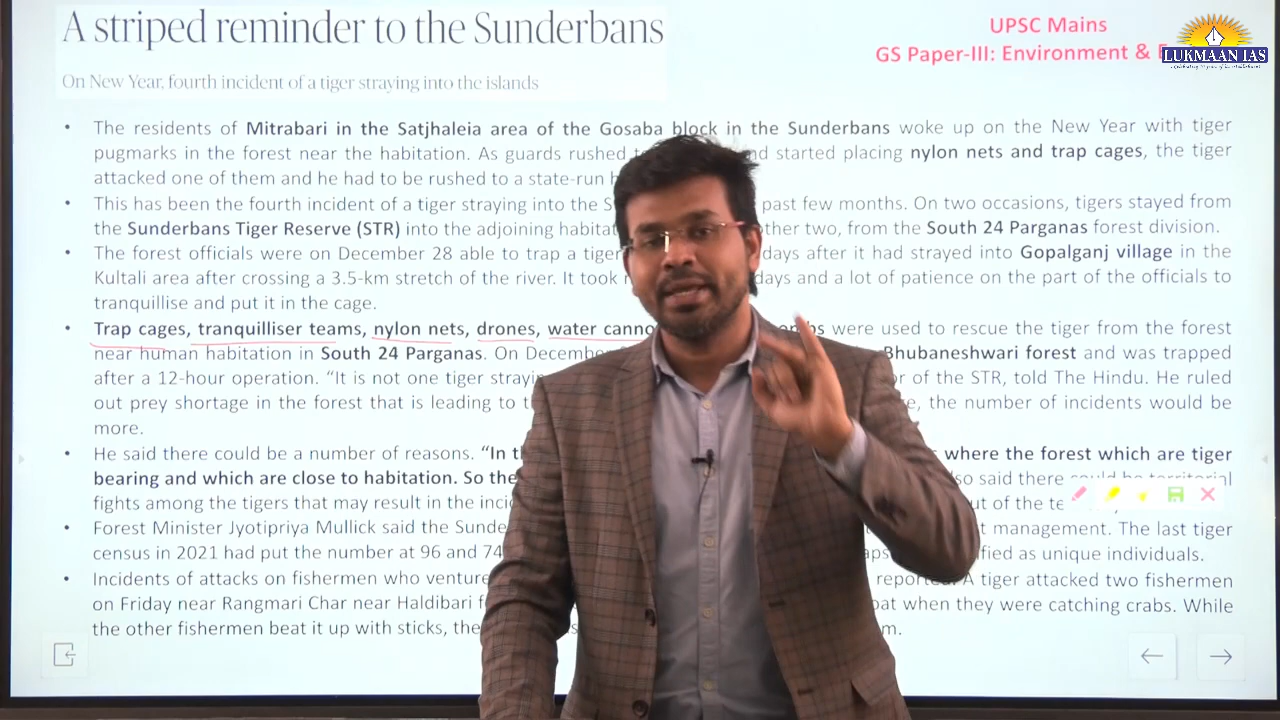 A striped reminder to the Sunderbans
UPSC Mains
GS Paper-III: Environment &
LUKMAAN IAS
On New Year, fourth incident of a tiger straying into the islands
• The residents of Mitrabari in the Satjhaleia area of the Gosaba block in the Sunderbans woke up on the New Year with tiger
pugmarks in the forest near the habitation. As guards rushed started placing nylon nets and trap cages, the tiger
attacked one of them and he had to be rushed to a state-run
• This has been the fourth incident of a tiger straying into the past few months. On two occasions, tigers stayed from
the Sunderbans Tiger Reserve (STR) into the adjoining two, from the South 24 Parganas forest division.
• The forest officials were on December 28 able to trap a days after it had strayed into Gopalganj village in the
Kultali area after crossing a 3.5-km stretch of the river. It took days and a lot of patience on the part of the officials to
tranquillise and put it in the cage.
• Trap cages, tranquilliser teams, nylon nets, drones, water were used to rescue the tiger from the forest
near human habitation in South 24 Parganas. On Bhubaneshwari forest and was trapped
after a 12-hour operation. “It is not one tiger of the STR, told The Hindu. He ruled
out prey shortage in the forest that is leading to the number of incidents would be
more.
• He said there could be a number of reasons. “In where the forest which are tiger
bearing and which are close to habitation. So said there could be territorial
fights among the tigers that may result in the of the
• Forest Minister Jyotipriya Mullick said the management. The last tiger
census in 2021 had put the number at 96 and 74 as unique individuals.
• Incidents of attacks on fishermen who A tiger attacked two fishermen
on Friday near Rangmari Char near Haldibari when they were catching crabs. While
the other fishermen beat it up with sticks,